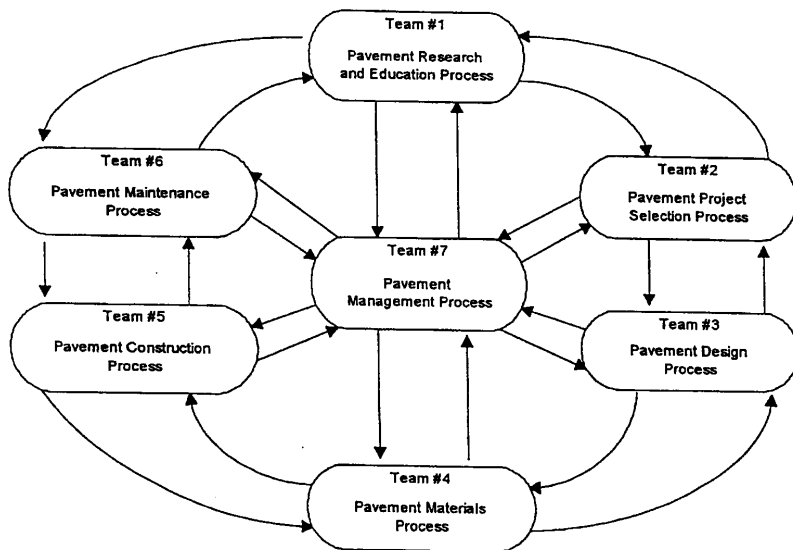 Team #1
Pavement Research
and Education Process
Team #6
Pavement Maintenance
Process
Team #2
Pavement Project
Selection Process
Team #7
Pavement
Management Process
Team #5
Pavement Construction
Process
Team #3
Pavement Design
Process
Team #4
Pavement Materials
Process